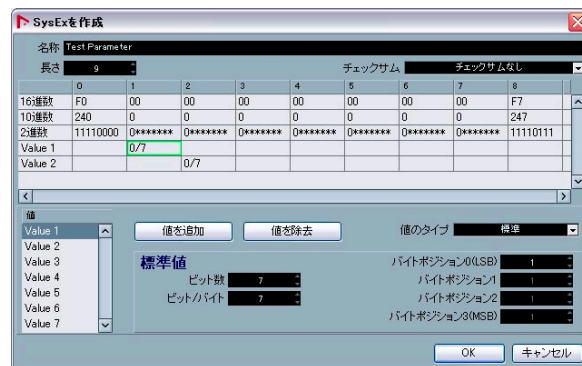 SysExを作成
名称 Test Parameter
長さ 9 チェックサム チェックサムなし
0 1 2 3 4 5 6 7 8
16進数 F0 00 00 00 00 00 00 00 F7
10進数 240 0 0 0 0 0 0 0 247
2進数 11110000 0******* 0******* 0******* 0******* 0******* 0******* 0******* 11110111
Value 1 0/7
Value 2 0/7
値
Value 1
Value 2
Value 3
Value 4
Value 5
Value 6
Value 7
値を追加 値を除去 値のタイプ 標準
標準値
ビット数 7
ビット/バイト 7
バイトポジション0(LSB) 1
バイトポジション1 1
バイトポジション2 1
バイトポジション3(MSB) 1
OK キャンセル